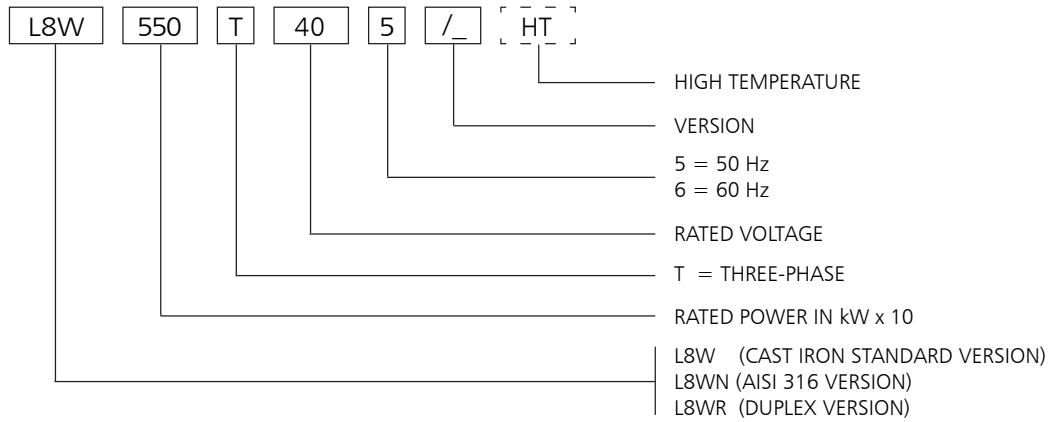 L8W 550 T 40 5 /_ HT
HIGH TEMPERATURE
VERSION
5 = 50 Hz
6 = 60 Hz
RATED VOLTAGE
T = THREE-PHASE
RATED POWER IN kW x 10
L8W (CAST IRON STANDARD VERSION)
L8WN (AISI 316 VERSION)
L8WR (DUPLEX VERSION)